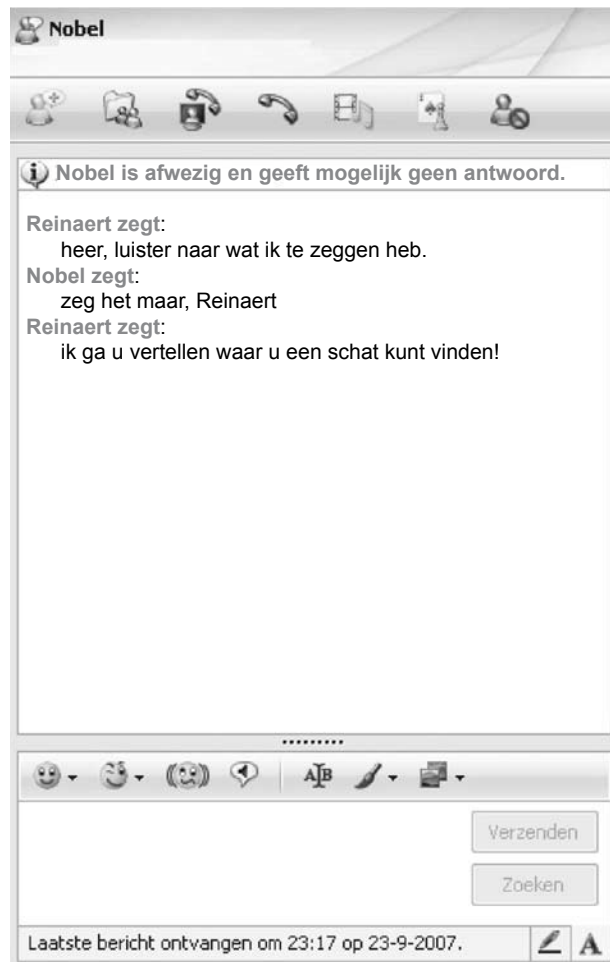 Nobel
Nobel is afwezig en geeft mogelijk geen antwoord.
Reinaert zegt:
heer, luister naar wat ik te zeggen heb.
Nobel zegt:
zeg het maar, Reinaert
Reinaert zegt:
ik ga u vertellen waar u een schat kunt vinden!
AB
Verzenden
Zoeken
Laatste bericht ontvangen om 23:17 op 23-9-2007.
A